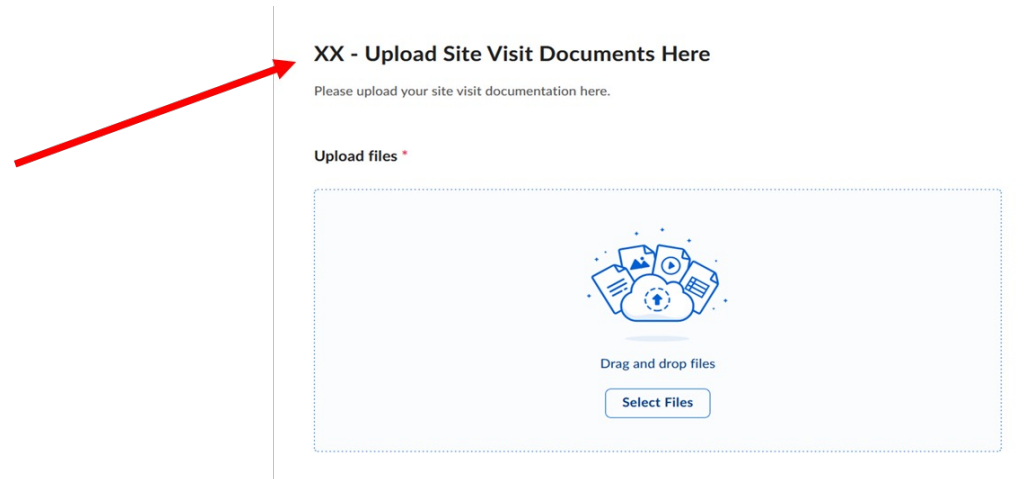 XX - Upload Site Visit Documents Here
Please upload your site visit documentation here.
Upload files *
Drag and drop files
Select Files